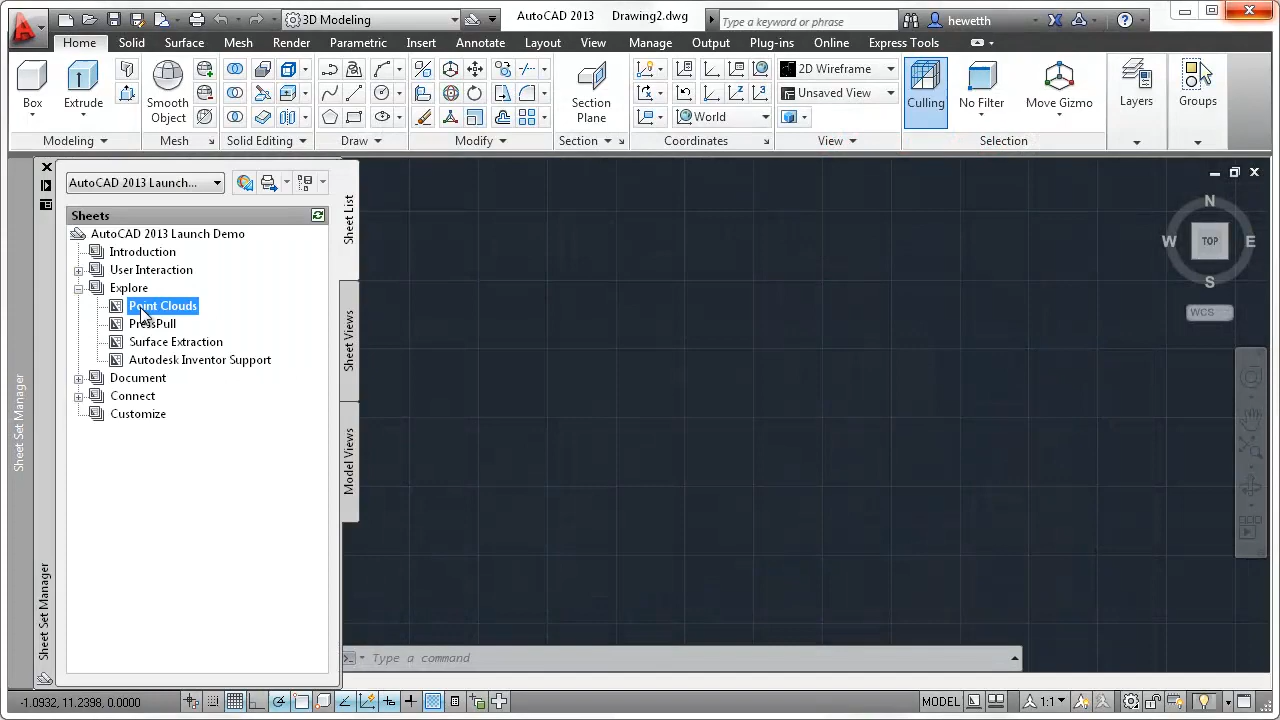 3D Modeling
AutoCAD 2013 Drawing2.dwg
Type a keyword or phrase
hewetth
Home Solid Surface Mesh Render Parametric Insert Annotate Layout View Manage Output Plug-ins Online Express Tools
Box
Extrude
Smooth
Object
Section
Plane
World
2D Wireframe
Unsaved View
Culling
No Filter
Move Gizmo
Layers
Groups
Modeling Mesh Solid Editing Draw Modify Section Coordinates View Selection
AutoCAD 2013 Launch...
Sheets
AutoCAD 2013 Launch Demo
Introduction
User Interaction
Explore
Point Clouds
PressPull
Surface Extraction
Autodesk Inventor Support
Document
Connect
Customize
Sheet List
Sheet Views
Model Views
Sheet Set Manager
Sheet Set Manager
N
W TOP E
S
WCS
Type a command
-1.0932, 11.2398, 0.0000
MODEL
1:1